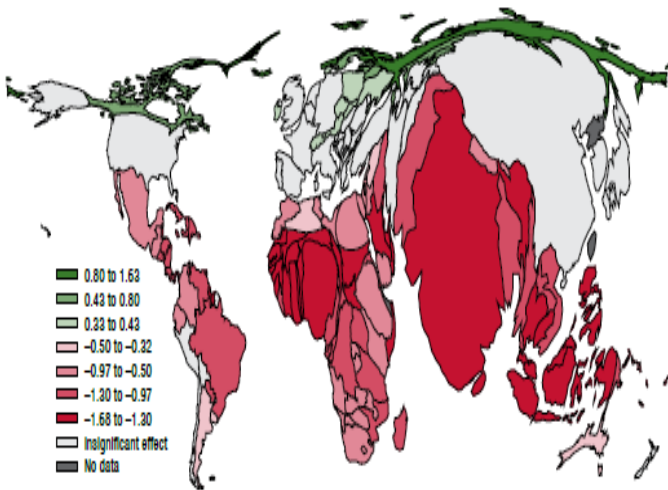 0.80 to 1.63
0.43 to 0.80
0.33 to 0.43
−0.50 to −0.32
−0.97 to −0.50
−1.30 to −0.97
−1.68 to −1.30
Insignificant effect
No data